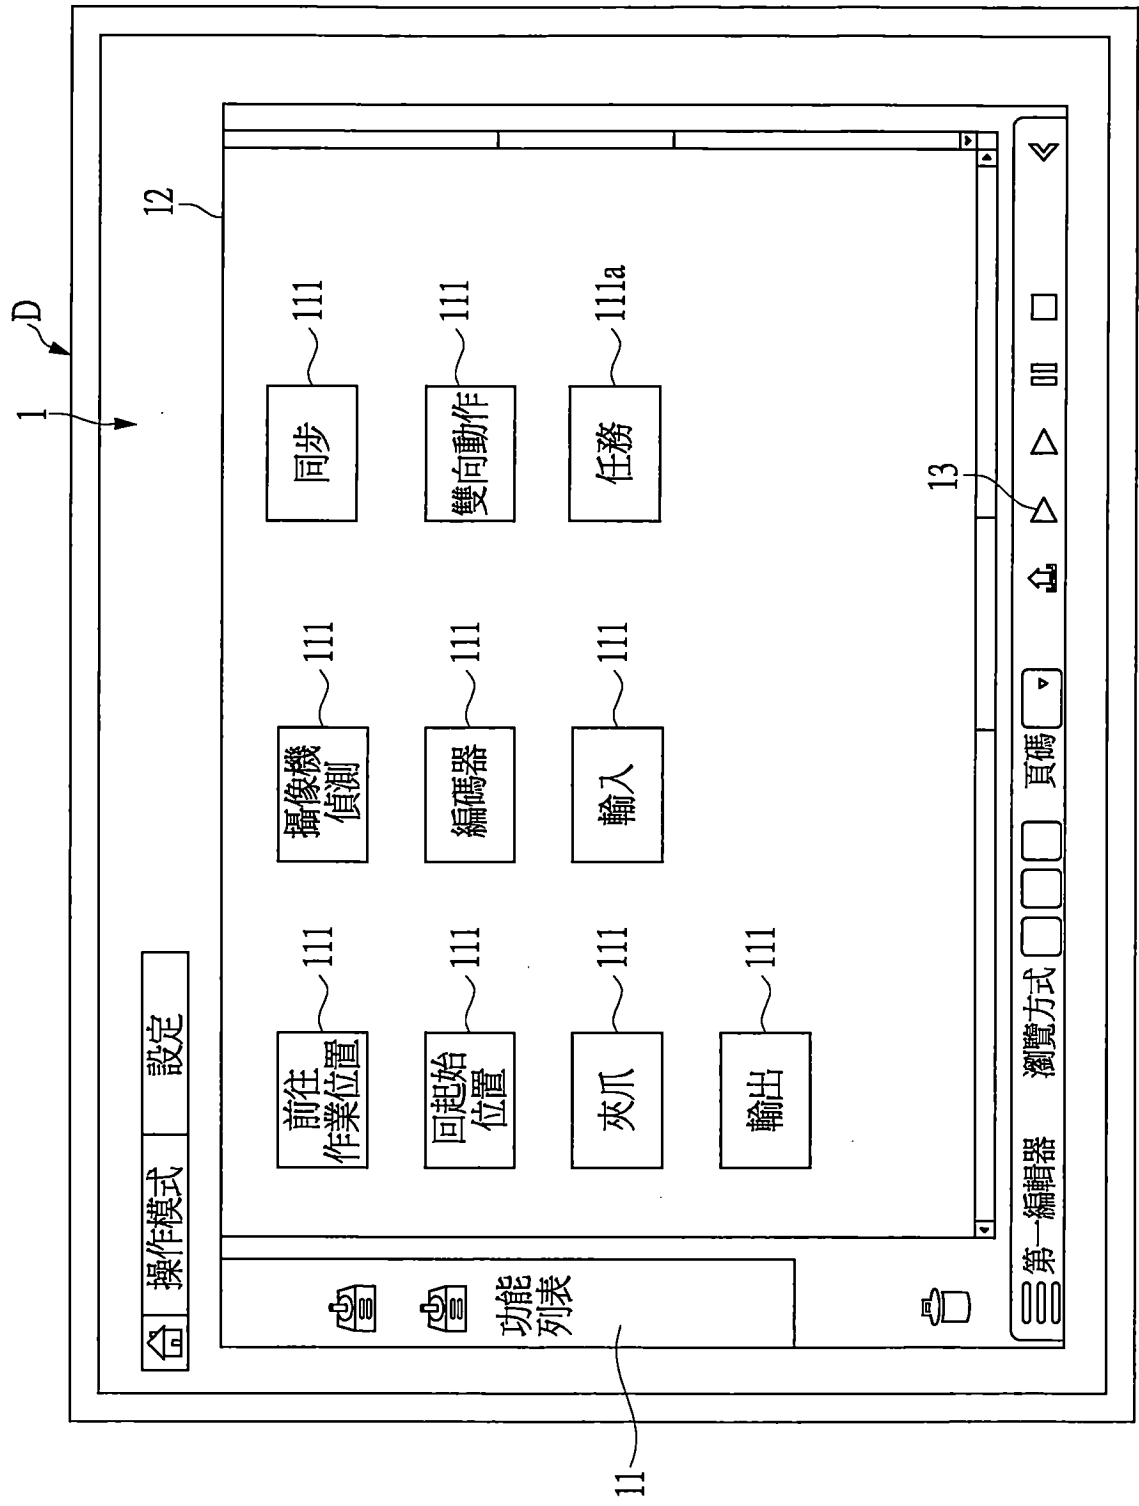 D
1
操作模式
設定
12
前往
作業位置
111
攝像機
偵測
111
同步
111
回起始
位置
111
編碼器
111
雙向動作
111
夾爪
111
輸入
111
任務
111a
輸出
111
功能
列表
11
13
第一編輯器
瀏覽方式
頁碼